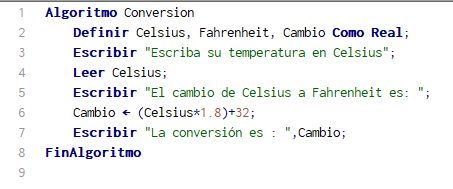 1 Algoritmo Conversion
2 Definir Celsius, Fahrenheit, Cambio Como Real;
3 Escribir "Escriba su temperatura en Celsius";
4 Leer Celsius;
5 Escribir "El cambio de Celsius a Fahrenheit es: ";
6 Cambio ← (Celsius*1.8)+32;
7 Escribir "La conversión es : ",Cambio;
8 FinAlgoritmo
9